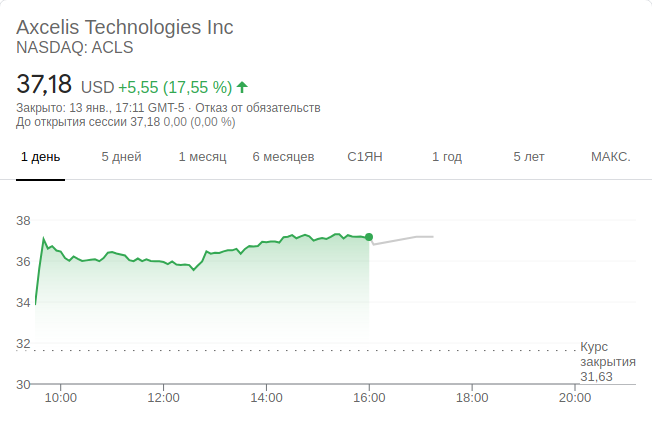 Axcelis Technologies Inc
NASDAQ: ACLS
37,18 USD +5,55 (17,55 %)
Закрыто: 13 янв., 17:11 GMT-5 · Отказ от обязательств
До открытия сессии 37,18 0,00 (0,00 %)
1 день 5 дней 1 месяц 6 месяцев С1ЯН 1 год 5 лет МАКС.
38
36
34
32
30
Курс
закрытия
31,63
10:00 12:00 14:00 16:00 18:00 20:00